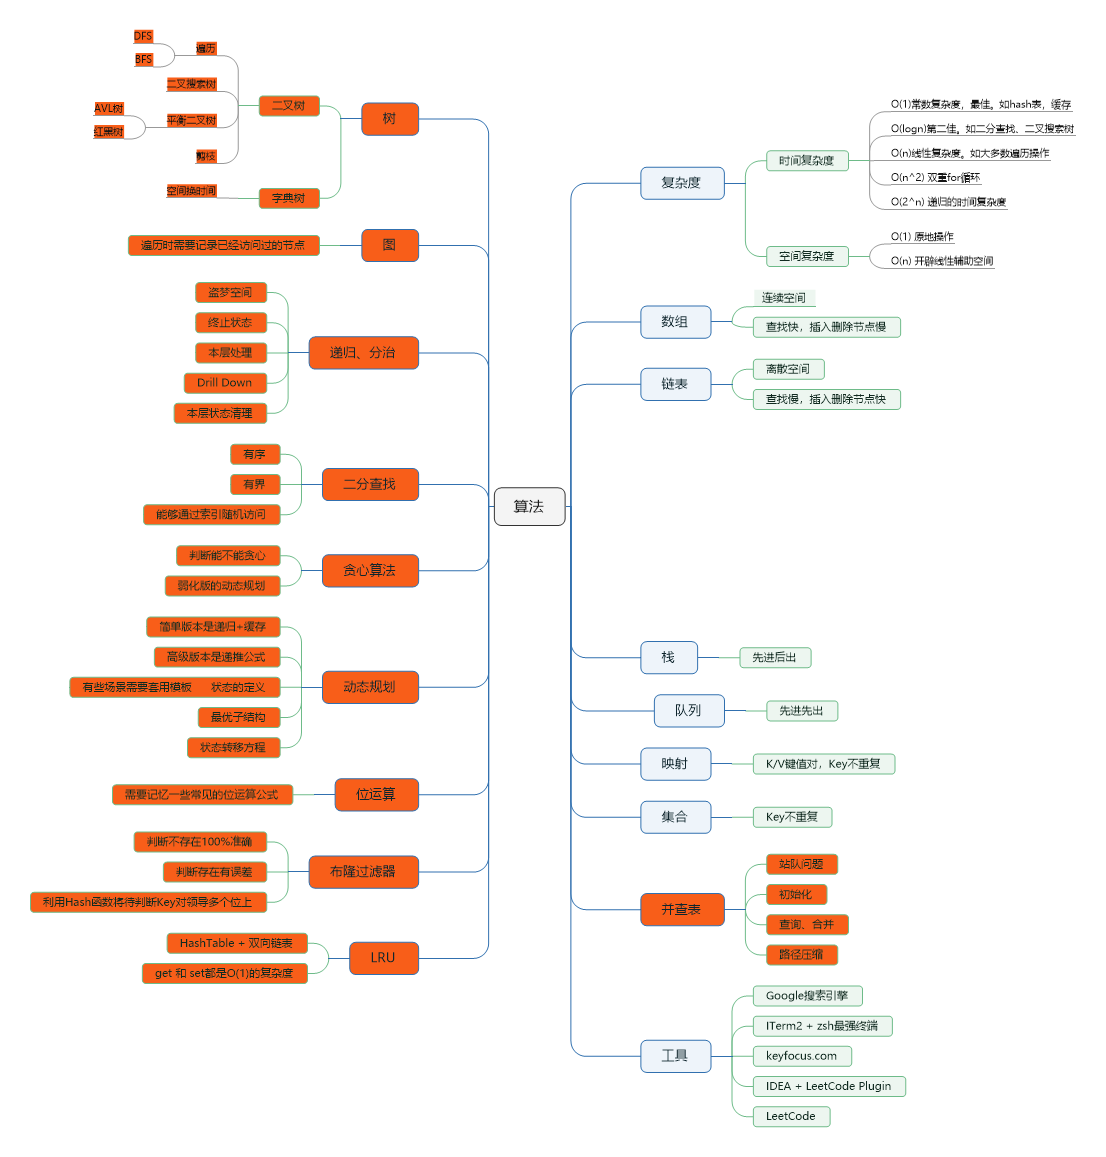 算法
树
二叉树
遍历
DFS
BFS
二叉搜索树
平衡二叉树
AVL树
红黑树
剪枝
字典树
空间换时间
图
遍历时需要记录已经访问过的节点
递归、分治
盗梦空间
终止状态
本层处理
Drill Down
本层状态清理
二分查找
有序
有界
能够通过索引随机访问
贪心算法
判断能不能贪心
弱化版的动态规划
动态规划
简单版本是递归+缓存
高级版本是递推公式
有些场景需要套用模板 状态的定义
最优子结构
状态转移方程
位运算
需要记忆一些常见的位运算公式
布隆过滤器
判断不存在100%准确
判断存在有误差
利用Hash函数将待判断Key对领导多个位上
LRU
HashTable + 双向链表
get 和 set都是O(1)的复杂度
复杂度
时间复杂度
O(1)常数复杂度，最佳。如hash表，缓存
O(logn)第二佳。如二分查找、二叉搜索树
O(n)线性复杂度。如大多数遍历操作
O(n^2) 双重for循环
O(2^n) 递归的时间复杂度
空间复杂度
O(1) 原地操作
O(n) 开辟线性辅助空间
数组
连续空间
查找快，插入删除节点慢
链表
离散空间
查找慢，插入删除节点快
栈
先进后出
队列
先进先出
映射
K/V键值对，Key不重复
集合
Key不重复
并查表
站队问题
初始化
查询、合并
路径压缩
工具
Google搜索引擎
ITerm2 + zsh最强终端
keyfocus.com
IDEA + LeetCode Plugin
LeetCode